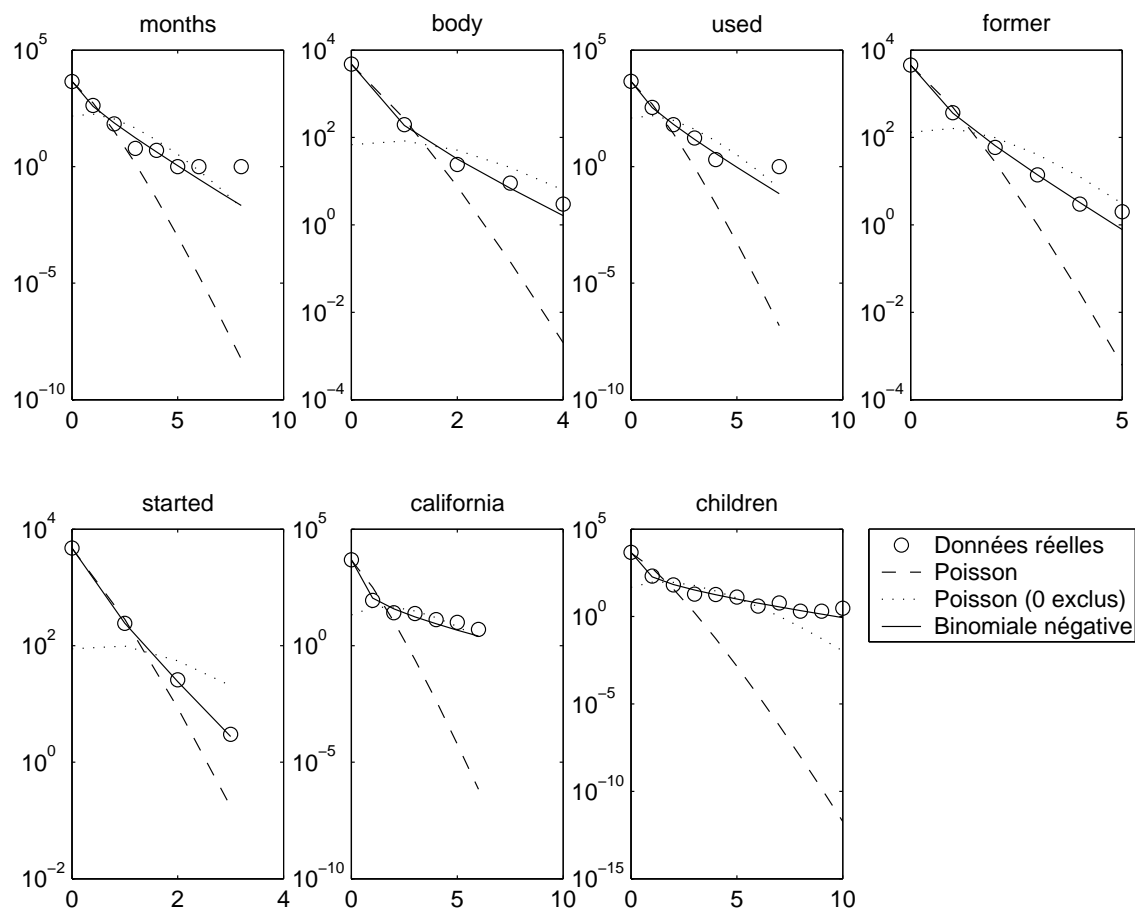 months
10^5
10^0
10^−5
10^−10
0 5 10
body
10^4
10^2
10^0
10^−2
10^−4
0 2 4
used
10^5
10^0
10^−5
10^−10
0 5 10
former
10^4
10^2
10^0
10^−2
10^−4
0 5
started
10^4
10^2
10^0
10^−2
0 2 4
california
10^5
10^0
10^−5
10^−10
0 5 10
children
10^5
10^0
10^−5
10^−10
10^−15
0 5 10
Données réelles
Poisson
Poisson (0 exclus)
Binomiale négative